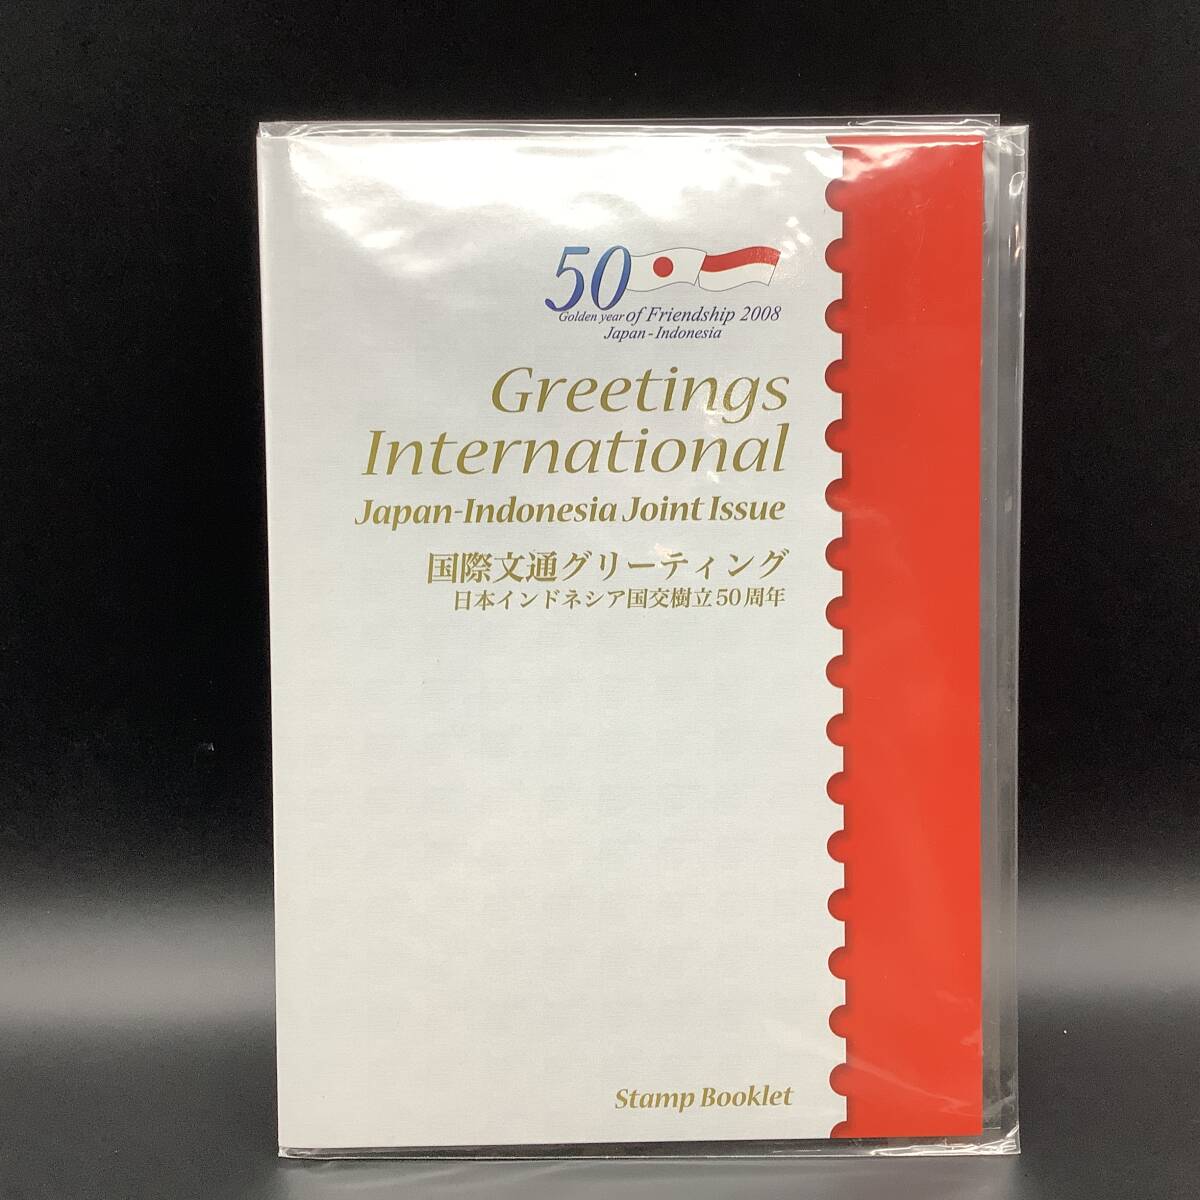 50
Golden year of Friendship 2008
Japan - Indonesia
Greetings
International
Japan-Indonesia Joint Issue
国際文通グリーティング
日本インドネシア国交樹立50周年
Stamp Booklet